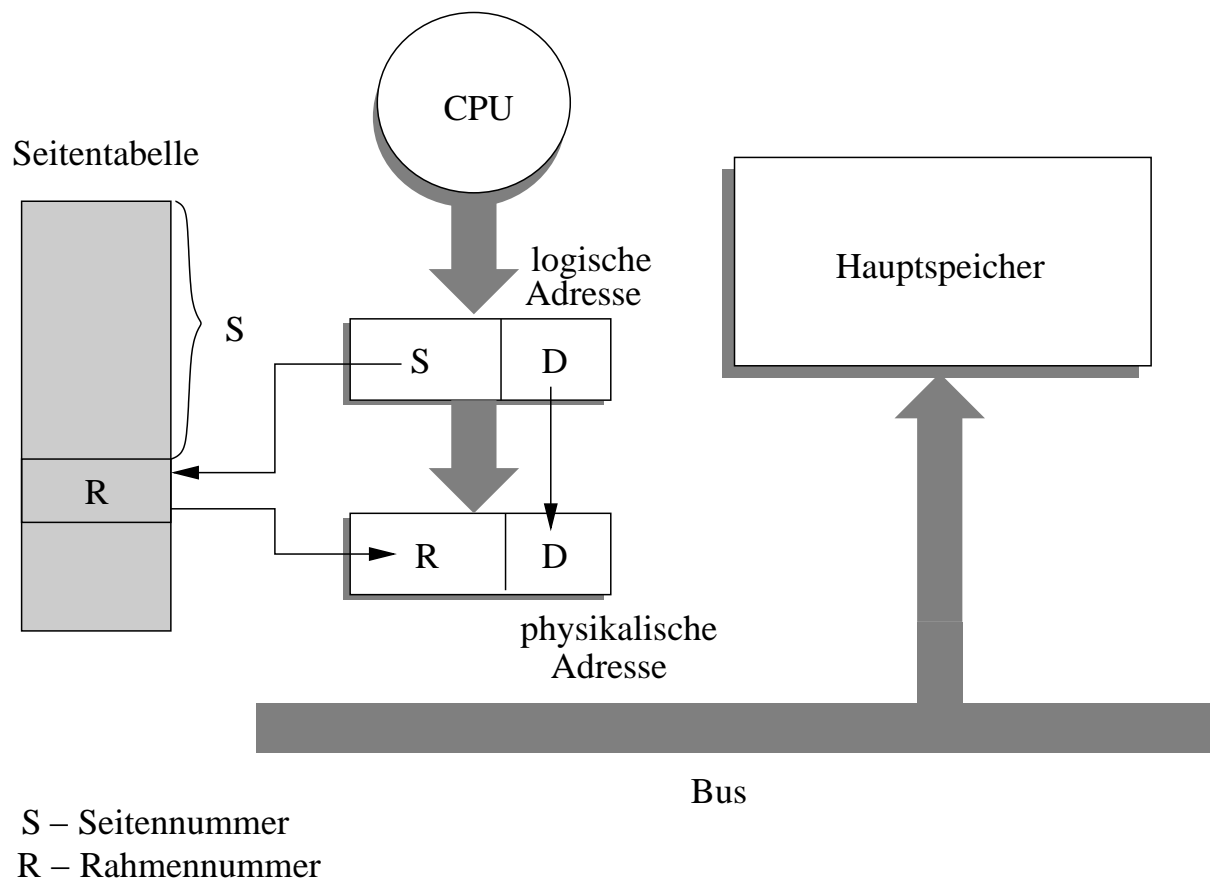 CPU
Seitentabelle
logische
Adresse
Hauptspeicher
S
S
D
R
R
D
physikalische
Adresse
Bus
S – Seitennummer
R – Rahmennummer